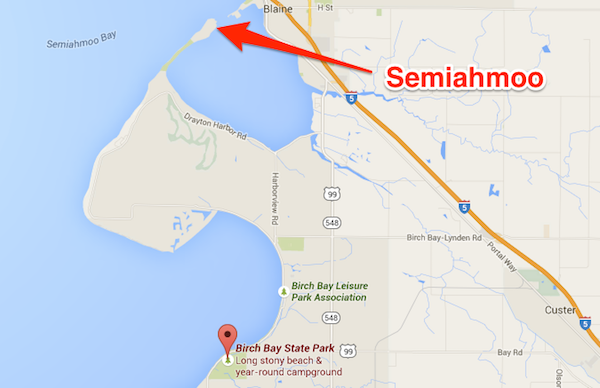 Blaine
H St
Semiahmoo Bay
Semiahmoo
5
Drayton Harbor Rd
Harborview Rd
99
548
5
Birch Bay-Lynden Rd
Portal Way
Birch Bay Leisure
Park Association
Custer
548
5
Birch Bay State Park
Long stony beach &
year-round campground
99
Bay Rd